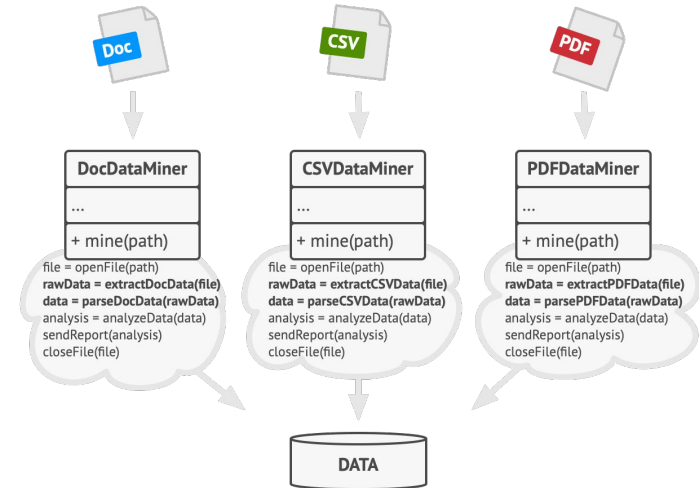 Doc
CSV
PDF
DocDataMiner
...
+ mine(path)
file = openFile(path)
rawData = extractDocData(file)
data = parseDocData(rawData)
analysis = analyzeData(data)
sendReport(analysis)
closeFile(file)
CSVDataMiner
...
+ mine(path)
file = openFile(path)
rawData = extractCSVData(file)
data = parseCSVData(rawData)
analysis = analyzeData(data)
sendReport(analysis)
closeFile(file)
PDFDataMiner
...
+ mine(path)
file = openFile(path)
rawData = extractPDFData(file)
data = parsePDFData(rawData)
analysis = analyzeData(data)
sendReport(analysis)
closeFile(file)
DATA